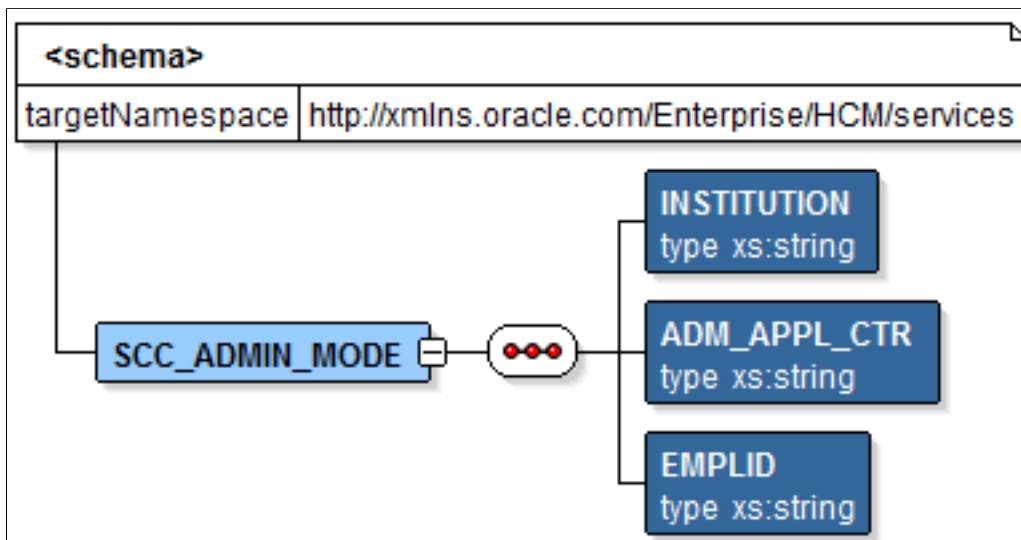 <schema>
targetNamespace http://xmlns.oracle.com/Enterprise/HCM/services
INSTITUTION
type xs:string
SCC_ADMIN_MODE
ADM_APPL_CTR
type xs:string
EMPLID
type xs:string